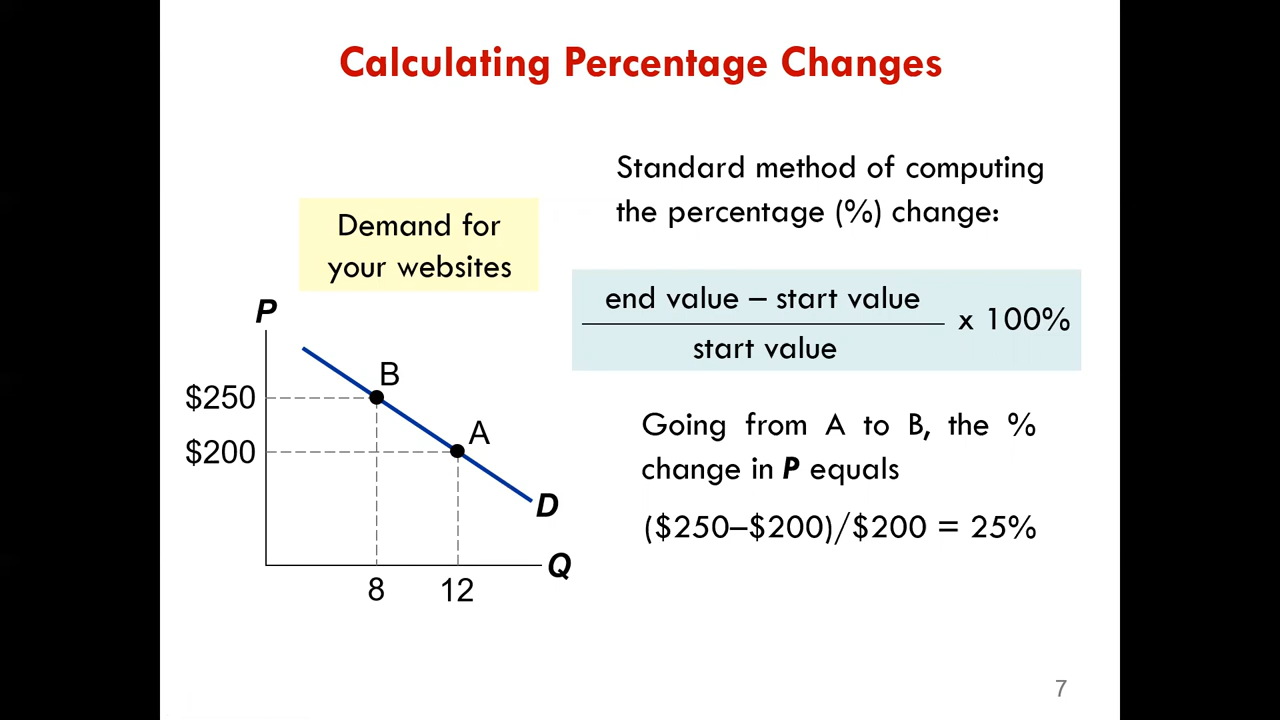 Calculating Percentage Changes
Standard method of computing
the percentage (%) change:
Demand for
your websites
end value – start value
start value
x 100%
P
$250
$200
B
A
D
Q
8
12
Going from A to B, the %
change in P equals
($250–$200)/$200 = 25%
7